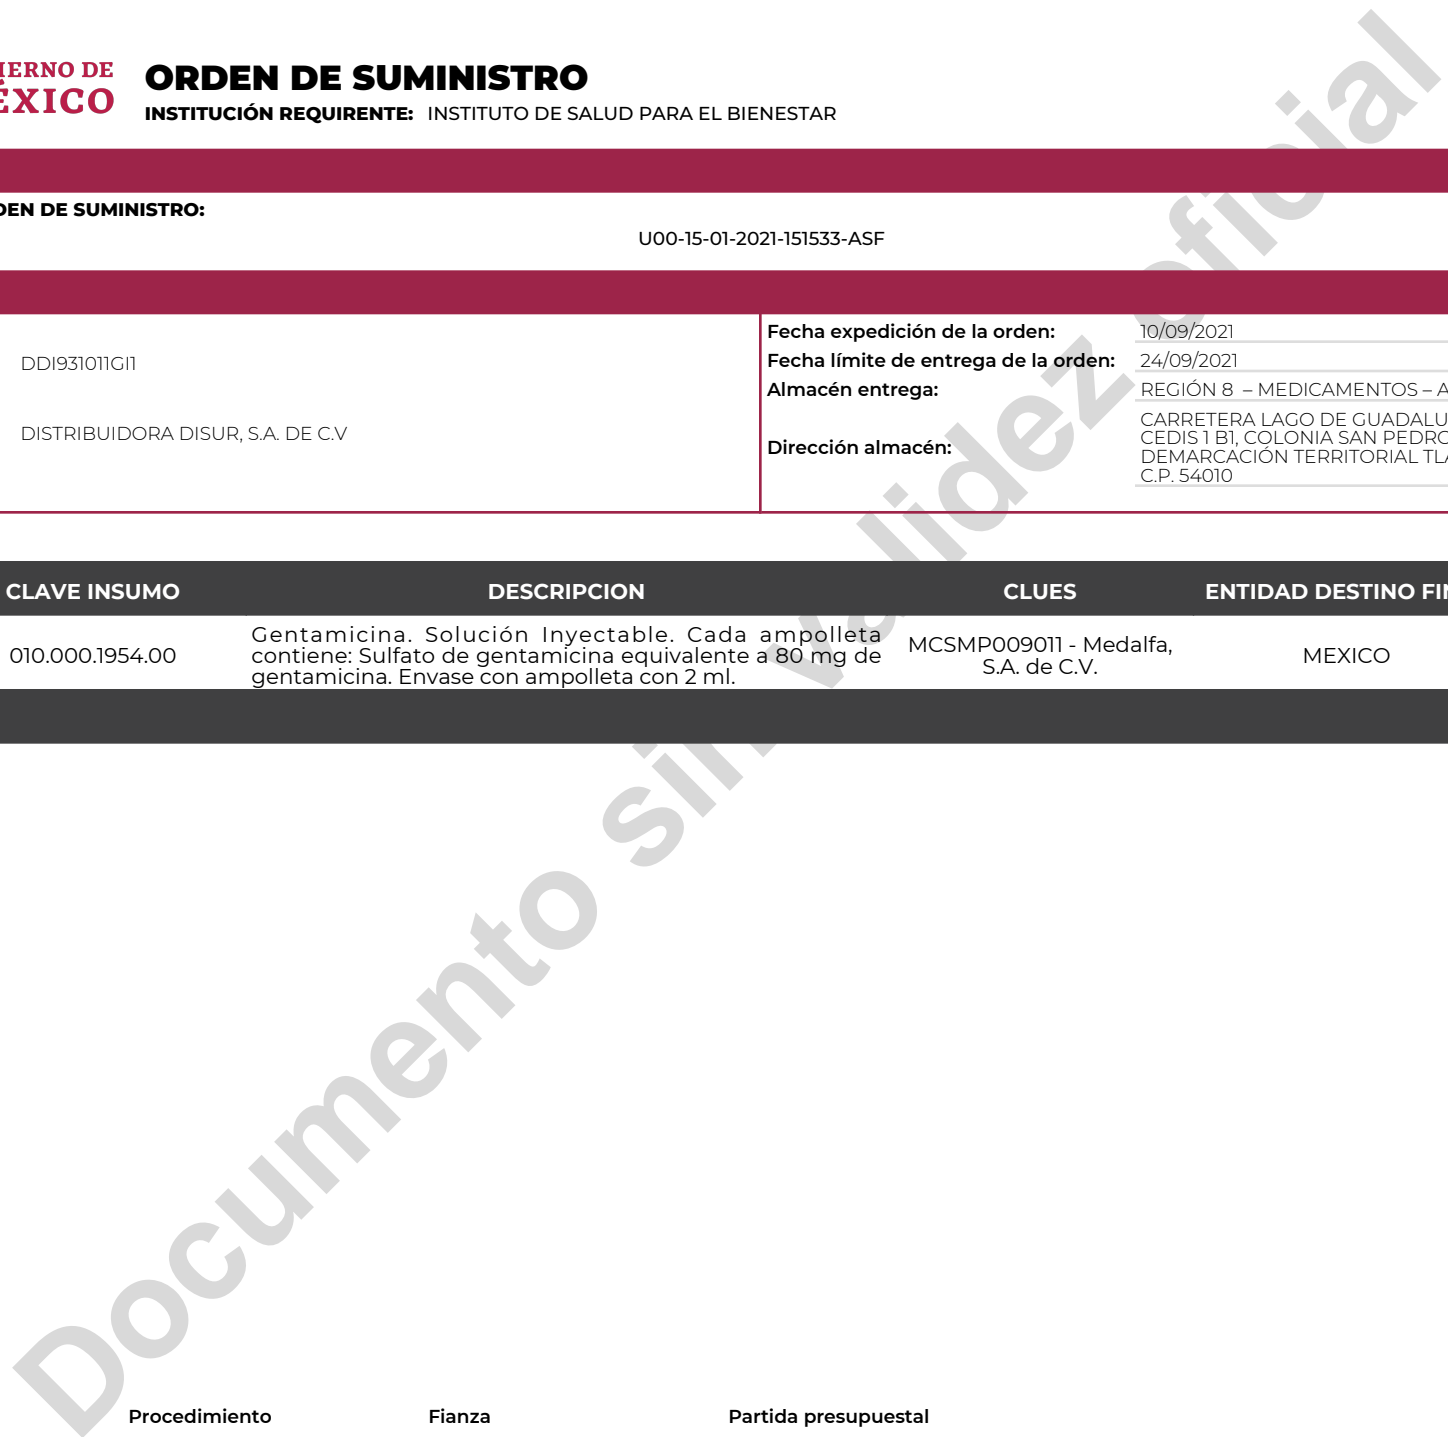 IERNO DE
ÉXICO
ORDEN DE SUMINISTRO
INSTITUCIÓN REQUIRENTE: INSTITUTO DE SALUD PARA EL BIENESTAR
DEN DE SUMINISTRO:
U00-15-01-2021-151533-ASF
DDI931011GI1
DISTRIBUIDORA DISUR, S.A. DE C.V
Fecha expedición de la orden: 10/09/2021
Fecha límite de entrega de la orden: 24/09/2021
Almacén entrega: REGIÓN 8 – MEDICAMENTOS – A
Dirección almacén:
CARRETERA LAGO DE GUADALU
CEDIS 1 B1, COLONIA SAN PEDRO
DEMARCACIÓN TERRITORIAL TLA
C.P. 54010
CLAVE INSUMO DESCRIPCION CLUES ENTIDAD DESTINO FIN
010.000.1954.00
Gentamicina. Solución Inyectable. Cada ampolleta
contiene: Sulfato de gentamicina equivalente a 80 mg de
gentamicina. Envase con ampolleta con 2 ml.
MCSMP009011 - Medalfa,
S.A. de C.V.
MEXICO
Documento sin validez oficial
Procedimiento Fianza Partida presupuestal